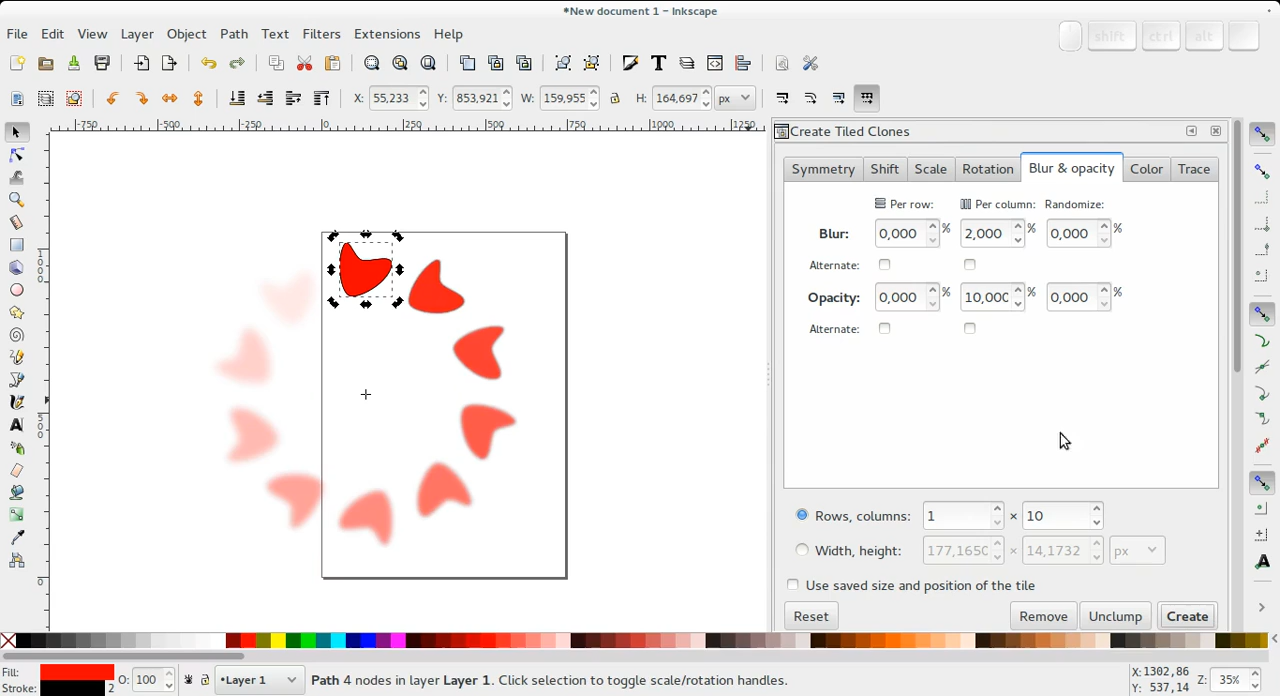 *New document 1 - Inkscape
File Edit View Layer Object Path Text Filters Extensions Help
shift ctrl alt
X: 55,233 Y: 853,921 W: 159,955 H: 164,697 px
-750 -500 -250 0 250 500 750 1000 1250
Create Tiled Clones
Symmetry Shift Scale Rotation Blur & opacity Color Trace
Per row: Per column: Randomize:
Blur: 0,000 % 2,000 % 0,000 %
Alternate:
Opacity: 0,000 % 10,000 % 0,000 %
Alternate:
1000
500
0
Rows, columns: 1 × 10
Width, height: 177,1650 × 14,1732 px
Use saved size and position of the tile
Reset Remove Unclump Create
Fill:
Stroke: 2
O: 100
•Layer 1
Path 4 nodes in layer Layer 1. Click selection to toggle scale/rotation handles.
X:1302,86
Y: 537,14
Z: 35%